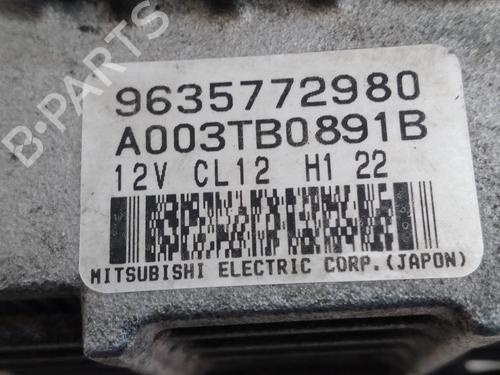 B-PARTS
9635772980
A003TB0891B
12V CL12 H1 22
MITSUBISHI ELECTRIC CORP.(JAPON)